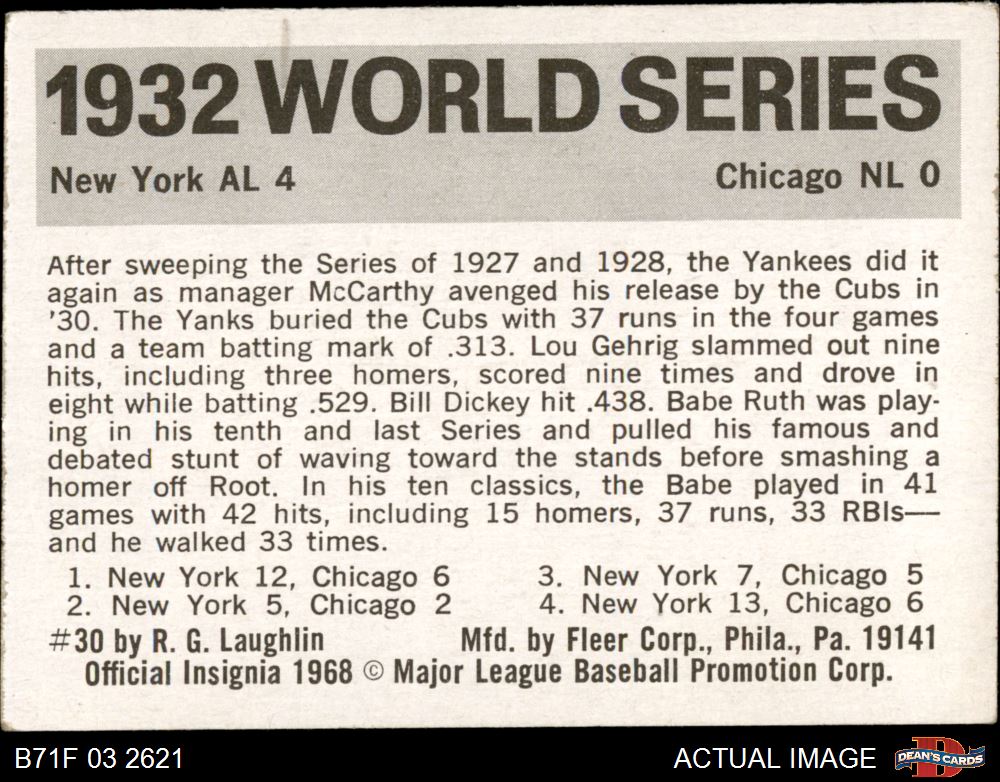 1932 WORLD SERIES
New York AL 4 Chicago NL 0
After sweeping the Series of 1927 and 1928, the Yankees did it
again as manager McCarthy avenged his release by the Cubs in
'30. The Yanks buried the Cubs with 37 runs in the four games
and a team batting mark of .313. Lou Gehrig slammed out nine
hits, including three homers, scored nine times and drove in
eight while batting .529. Bill Dickey hit .438. Babe Ruth was play-
ing in his tenth and last Series and pulled his famous and
debated stunt of waving toward the stands before smashing a
homer off Root. In his ten classics, the Babe played in 41
games with 42 hits, including 15 homers, 37 runs, 33 RBIs—
and he walked 33 times.
1. New York 12, Chicago 6 3. New York 7, Chicago 5
2. New York 5, Chicago 2 4. New York 13, Chicago 6
#30 by R. G. Laughlin Mfd. by Fleer Corp., Phila., Pa. 19141
Official Insignia 1968 © Major League Baseball Promotion Corp.
B71F 03 2621 ACTUAL IMAGE D DEAN'S CARDS